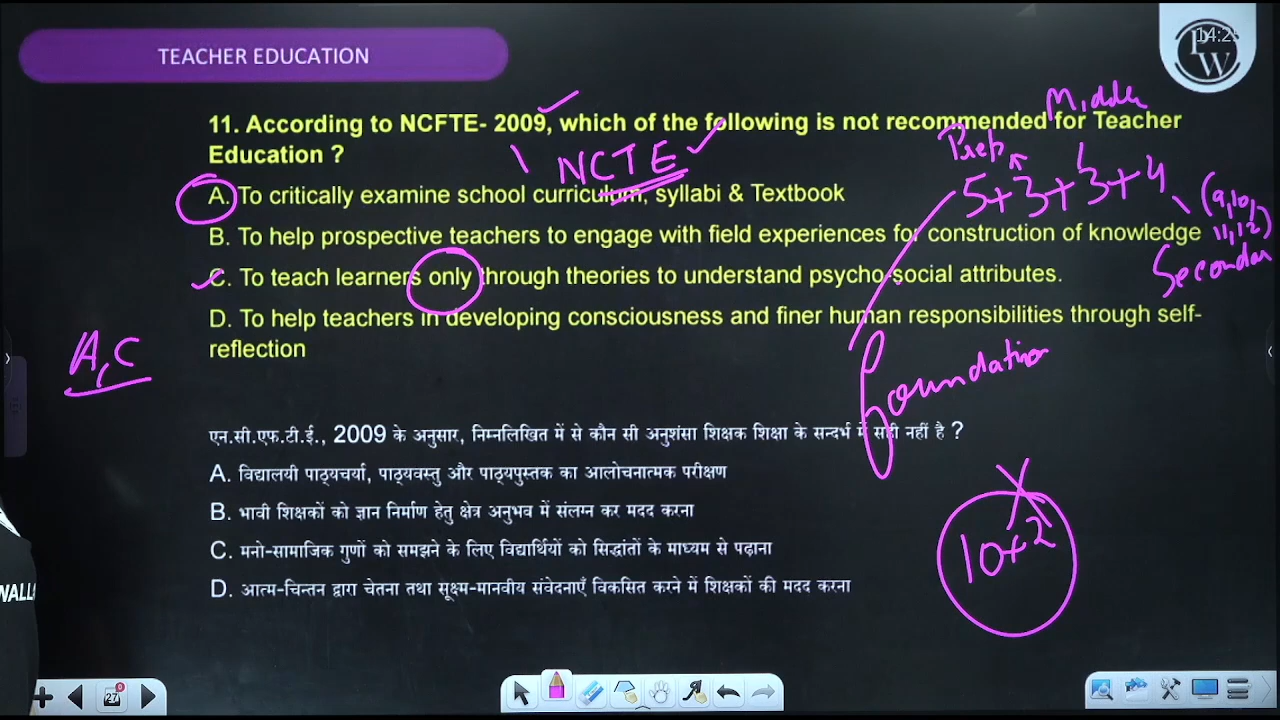 14:25
PW
TEACHER EDUCATION
11. According to NCFTE- 2009, which of the following is not recommended for Teacher
Education ?
NCTE
A. To critically examine school curriculum, syllabi & Textbook
B. To help prospective teachers to engage with field experiences for construction of knowledge
C. To teach learners only through theories to understand psycho-social attributes.
D. To help teachers in developing consciousness and finer human responsibilities through self-
reflection
Middle
Prep
5+3+3+4
(9,10,
11,12)
A,C
foundation
एन.सी.एफ.टी.ई., 2009 के अनुसार, निम्नलिखित में से कौन सी अनुशंसा शिक्षक शिक्षा के सन्दर्भ में सही नहीं है ?
A. विद्यालयी पाठ्यचर्या, पाठ्यवस्तु और पाठ्यपुस्तक का आलोचनात्मक परीक्षण
B. भावी शिक्षकों को ज्ञान निर्माण हेतु क्षेत्र अनुभव में संलग्न कर मदद करना
C. मनो-सामाजिक गुणों को समझने के लिए विद्यार्थियों को सिद्धांतों के माध्यम से पढ़ाना
D. आत्म-चिन्तन द्वारा चेतना तथा सूक्ष्म-मानवीय संवेदनाएँ विकसित करने में शिक्षकों की मदद करना
10+2
27